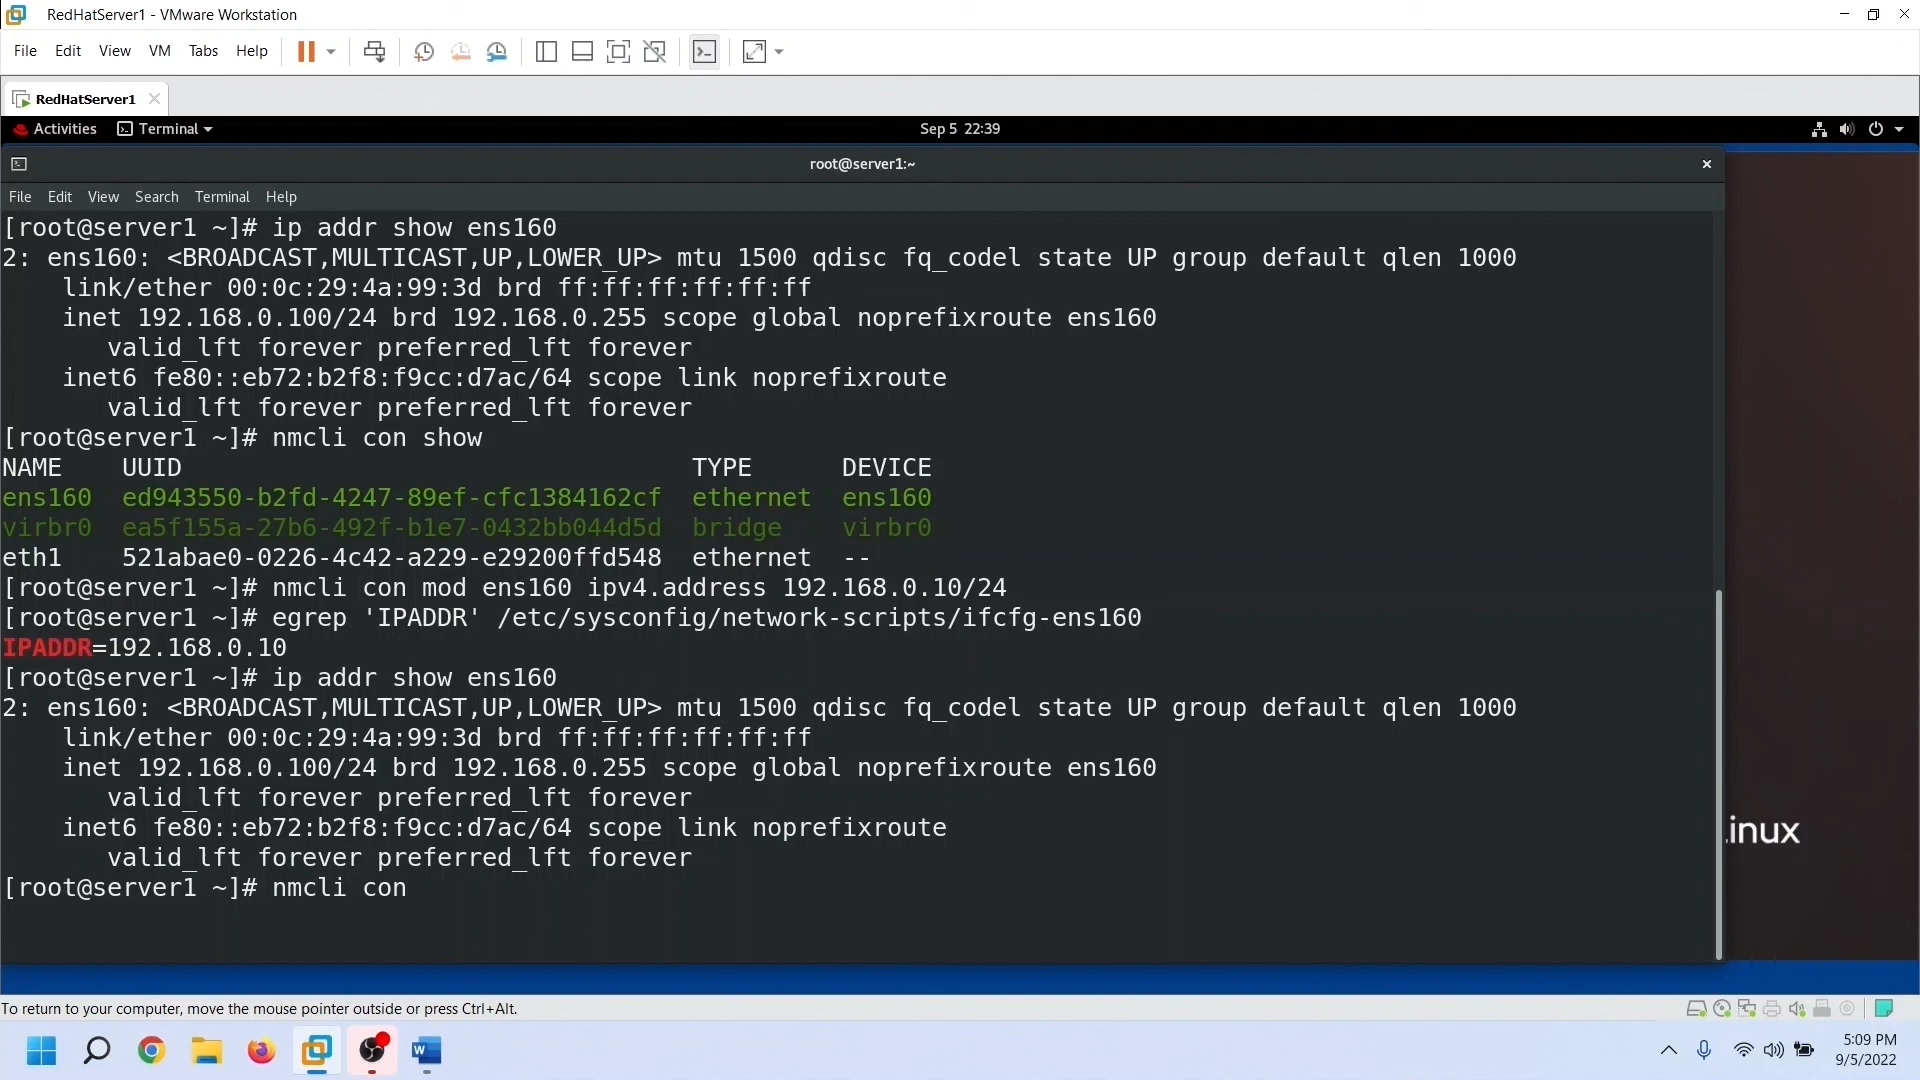 RedHatServer1 - VMware Workstation
File Edit View VM Tabs Help
RedHatServer1
Activities Terminal Sep 5 22:39
root@server1:~
File Edit View Search Terminal Help
[root@server1 ~]# ip addr show ens160
2: ens160: <BROADCAST,MULTICAST,UP,LOWER_UP> mtu 1500 qdisc fq_codel state UP group default qlen 1000
    link/ether 00:0c:29:4a:99:3d brd ff:ff:ff:ff:ff:ff
    inet 192.168.0.100/24 brd 192.168.0.255 scope global noprefixroute ens160
       valid_lft forever preferred_lft forever
    inet6 fe80::eb72:b2f8:f9cc:d7ac/64 scope link noprefixroute
       valid_lft forever preferred_lft forever
[root@server1 ~]# nmcli con show
NAME    UUID                                  TYPE      DEVICE
ens160  ed943550-b2fd-4247-89ef-cfc1384162cf  ethernet  ens160
virbr0  ea5f155a-27b6-492f-b1e7-0432bb044d5d  bridge    virbr0
eth1    521abae0-0226-4c42-a229-e29200ffd548  ethernet  --
[root@server1 ~]# nmcli con mod ens160 ipv4.address 192.168.0.10/24
[root@server1 ~]# egrep 'IPADDR' /etc/sysconfig/network-scripts/ifcfg-ens160
IPADDR=192.168.0.10
[root@server1 ~]# ip addr show ens160
2: ens160: <BROADCAST,MULTICAST,UP,LOWER_UP> mtu 1500 qdisc fq_codel state UP group default qlen 1000
    link/ether 00:0c:29:4a:99:3d brd ff:ff:ff:ff:ff:ff
    inet 192.168.0.100/24 brd 192.168.0.255 scope global noprefixroute ens160
       valid_lft forever preferred_lft forever
    inet6 fe80::eb72:b2f8:f9cc:d7ac/64 scope link noprefixroute
       valid_lft forever preferred_lft forever
[root@server1 ~]# nmcli con
inux
To return to your computer, move the mouse pointer outside or press Ctrl+Alt.
5:09 PM
9/5/2022